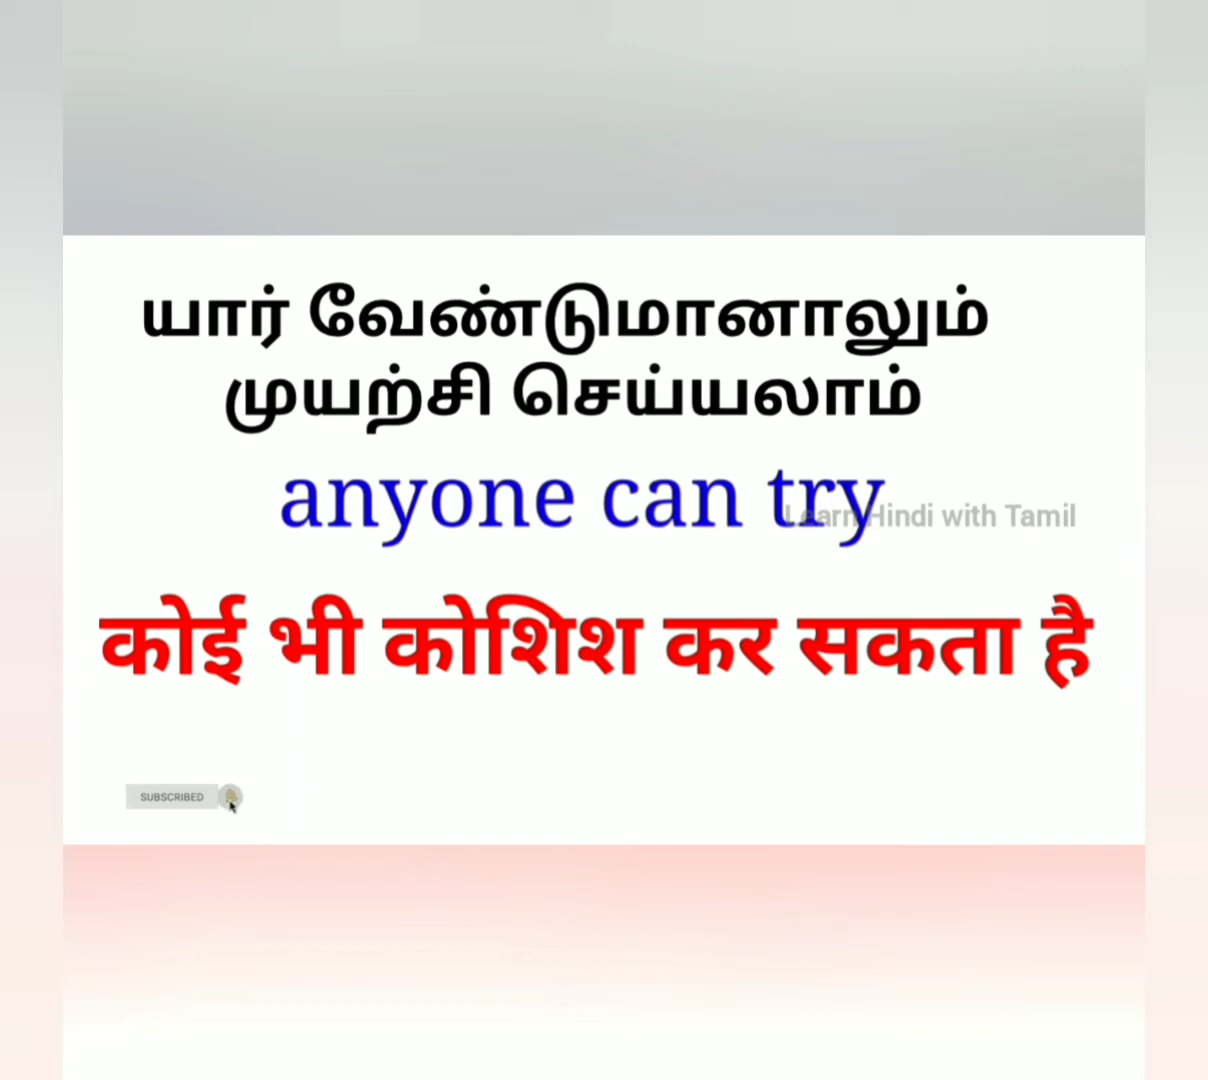 யார் வேண்டுமானாலும்
முயற்சி செய்யலாம்
anyone can try
Learn Hindi with Tamil
कोई भी कोशिश कर सकता है
SUBSCRIBED